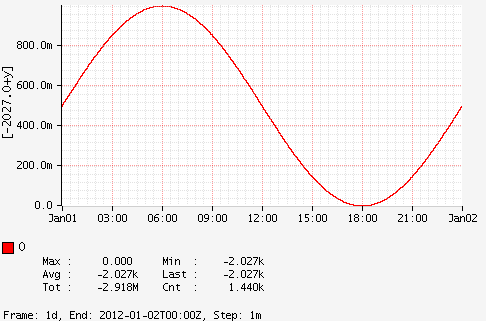 [-2027.0+y]
800.0m
600.0m
400.0m
200.0m
0.0
Jan01 03:00 06:00 09:00 12:00 15:00 18:00 21:00 Jan02
0
Max : 0.000 Min : -2.027k
Avg : -2.027k Last : -2.027k
Tot : -2.918M Cnt : 1.440k
Frame: 1d, End: 2012-01-02T00:00Z, Step: 1m